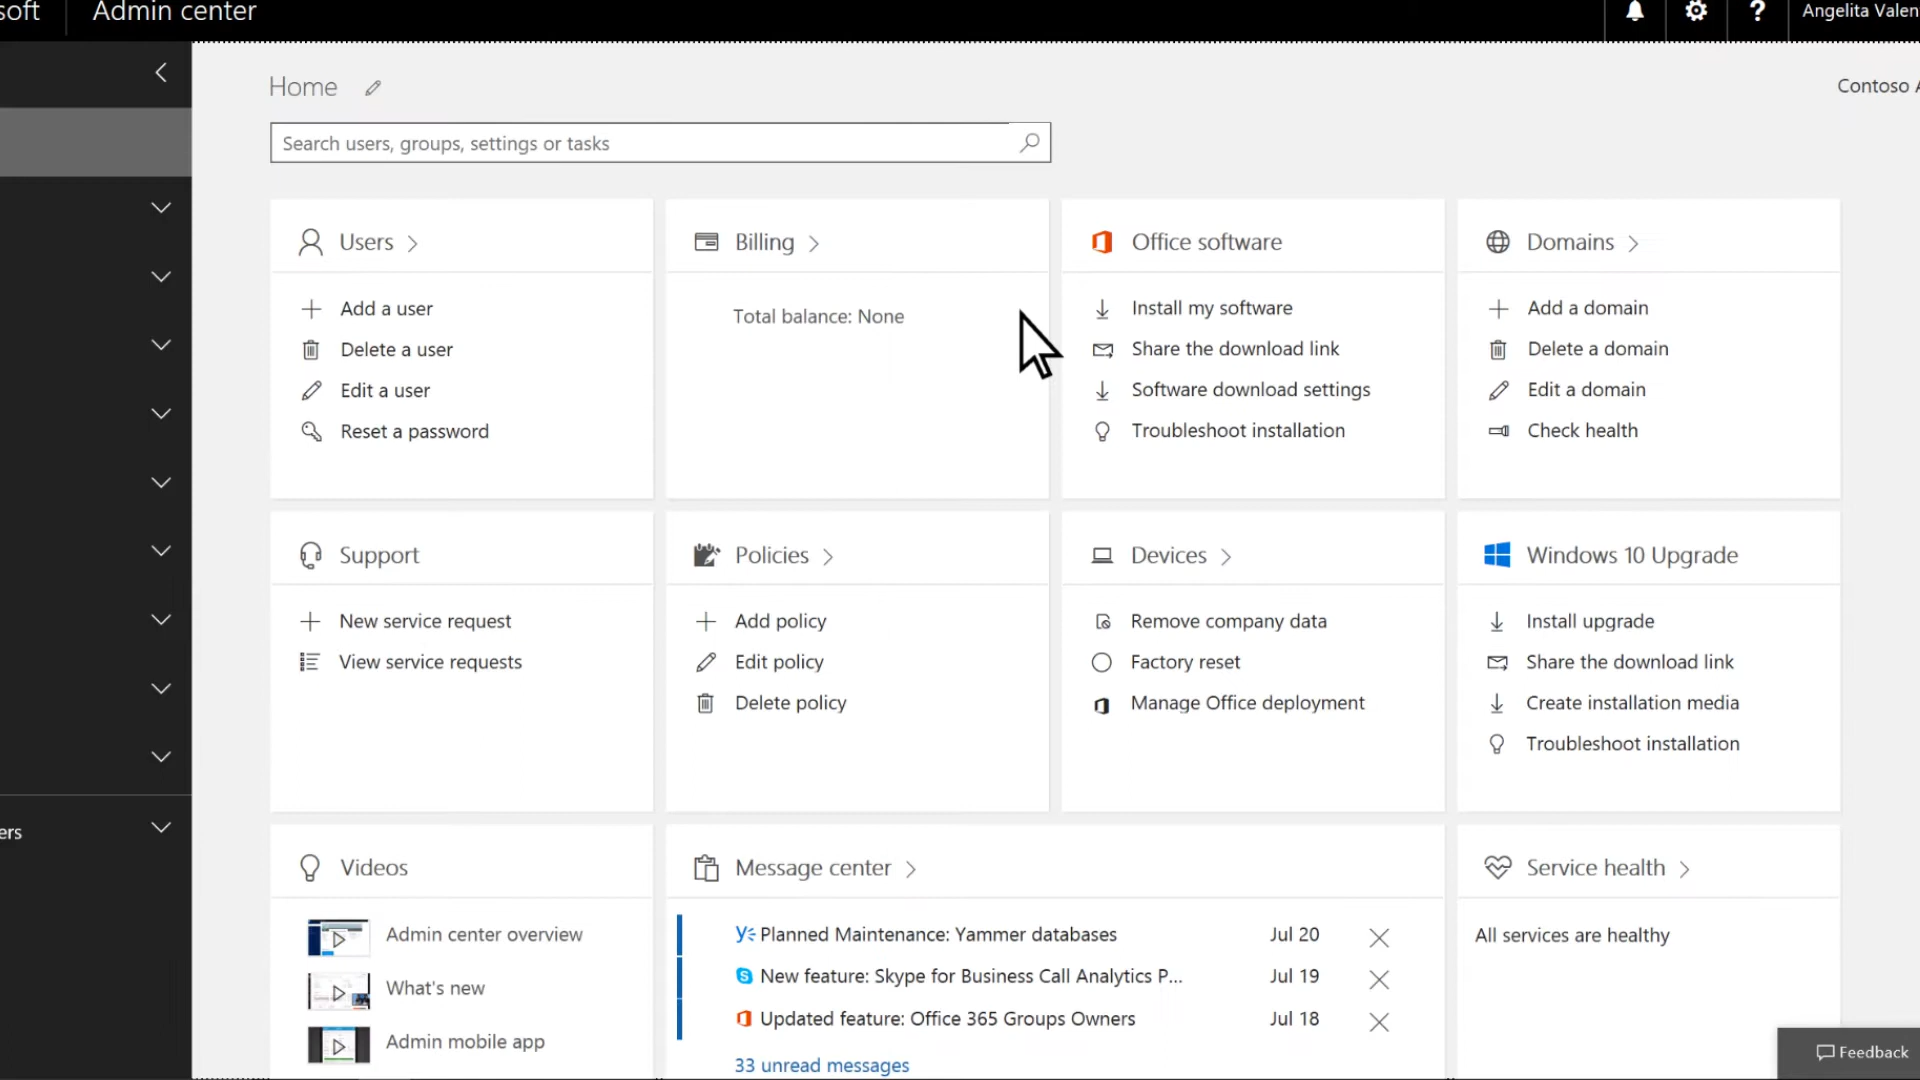 soft Admin center ? Angelita Valen
Home
Contoso A
Search users, groups, settings or tasks
Users
Add a user
Delete a user
Edit a user
Reset a password
Billing
Total balance: None
Office software
Install my software
Share the download link
Software download settings
Troubleshoot installation
Domains
Add a domain
Delete a domain
Edit a domain
Check health
Support
New service request
View service requests
Policies
Add policy
Edit policy
Delete policy
Devices
Remove company data
Factory reset
Manage Office deployment
Windows 10 Upgrade
Install upgrade
Share the download link
Create installation media
Troubleshoot installation
ers
Videos
Admin center overview
What's new
Admin mobile app
Message center
Planned Maintenance: Yammer databases Jul 20
New feature: Skype for Business Call Analytics P... Jul 19
Updated feature: Office 365 Groups Owners Jul 18
33 unread messages
Service health
All services are healthy
Feedback